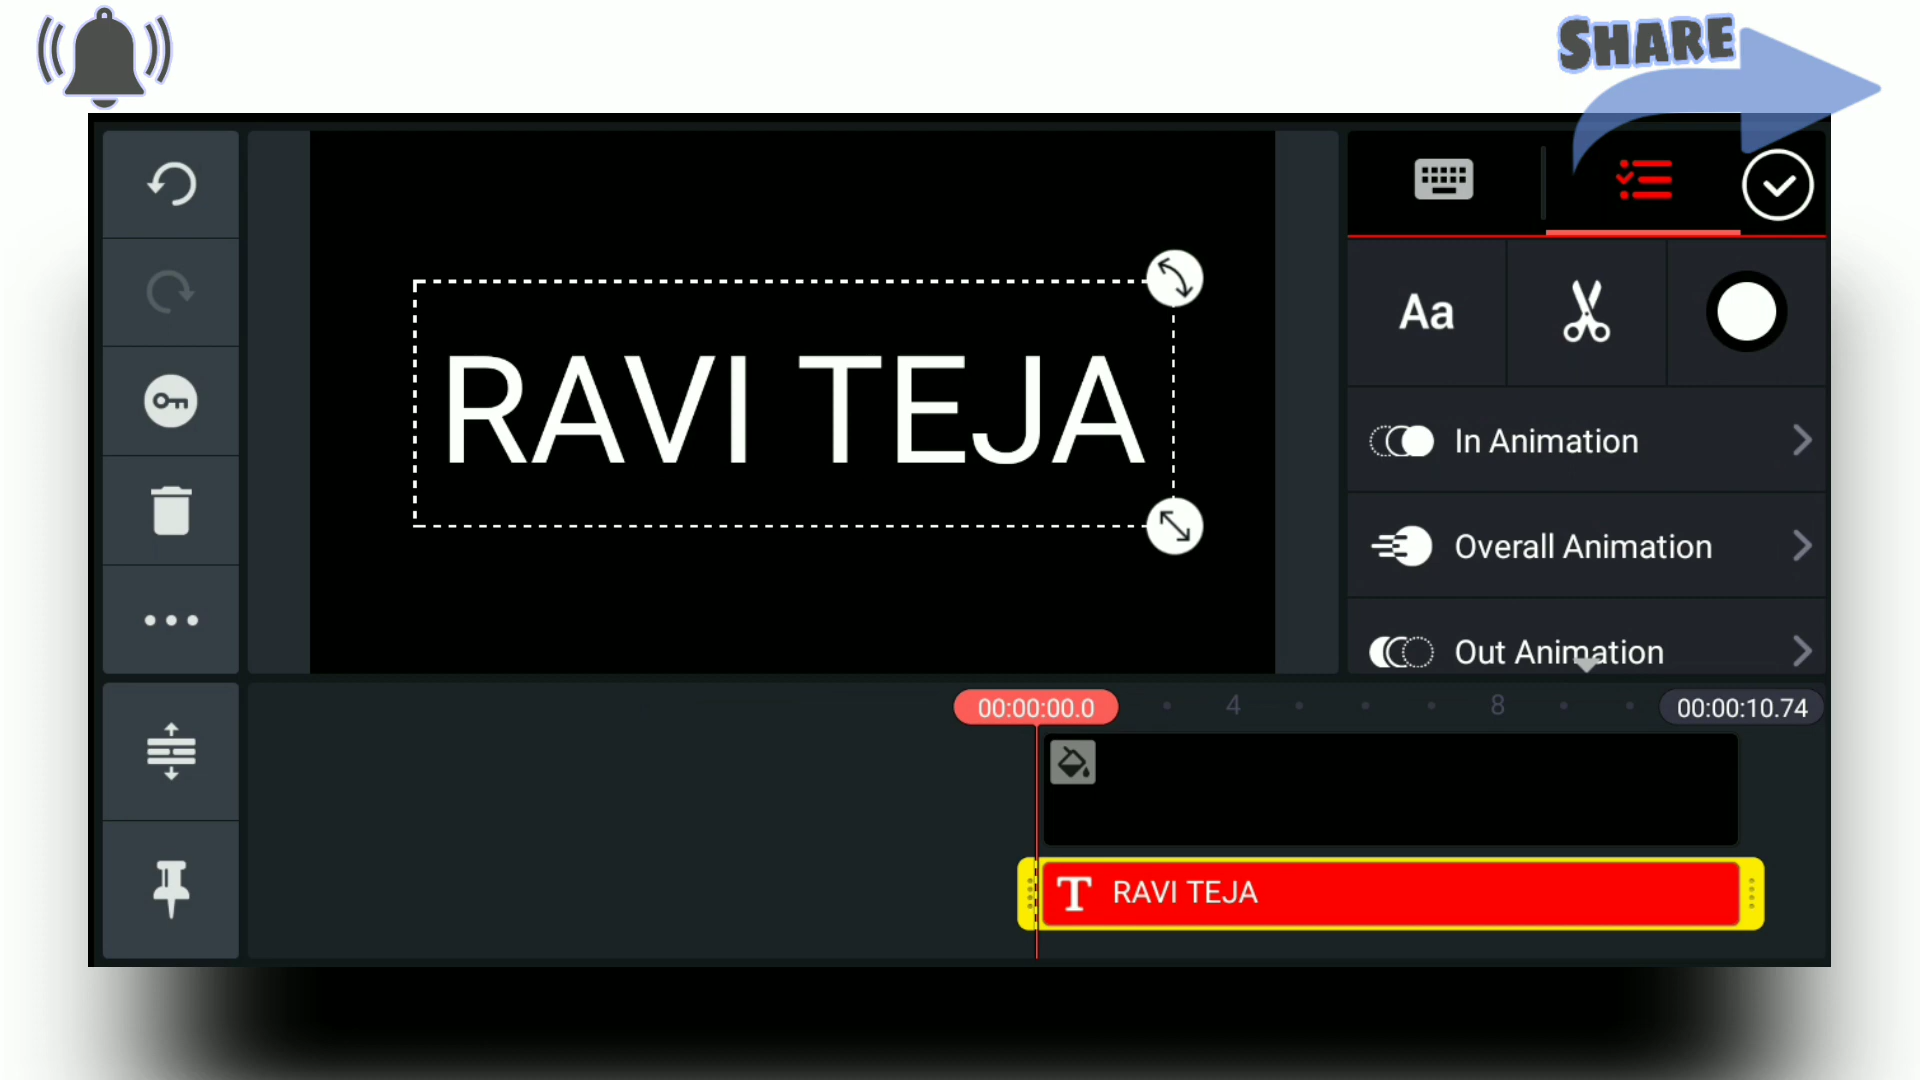 SHARE
RAVI TEJA
Aa
In Animation
Overall Animation
Out Animation
00:00:00.0
4
8
00:00:10.74
T RAVI TEJA